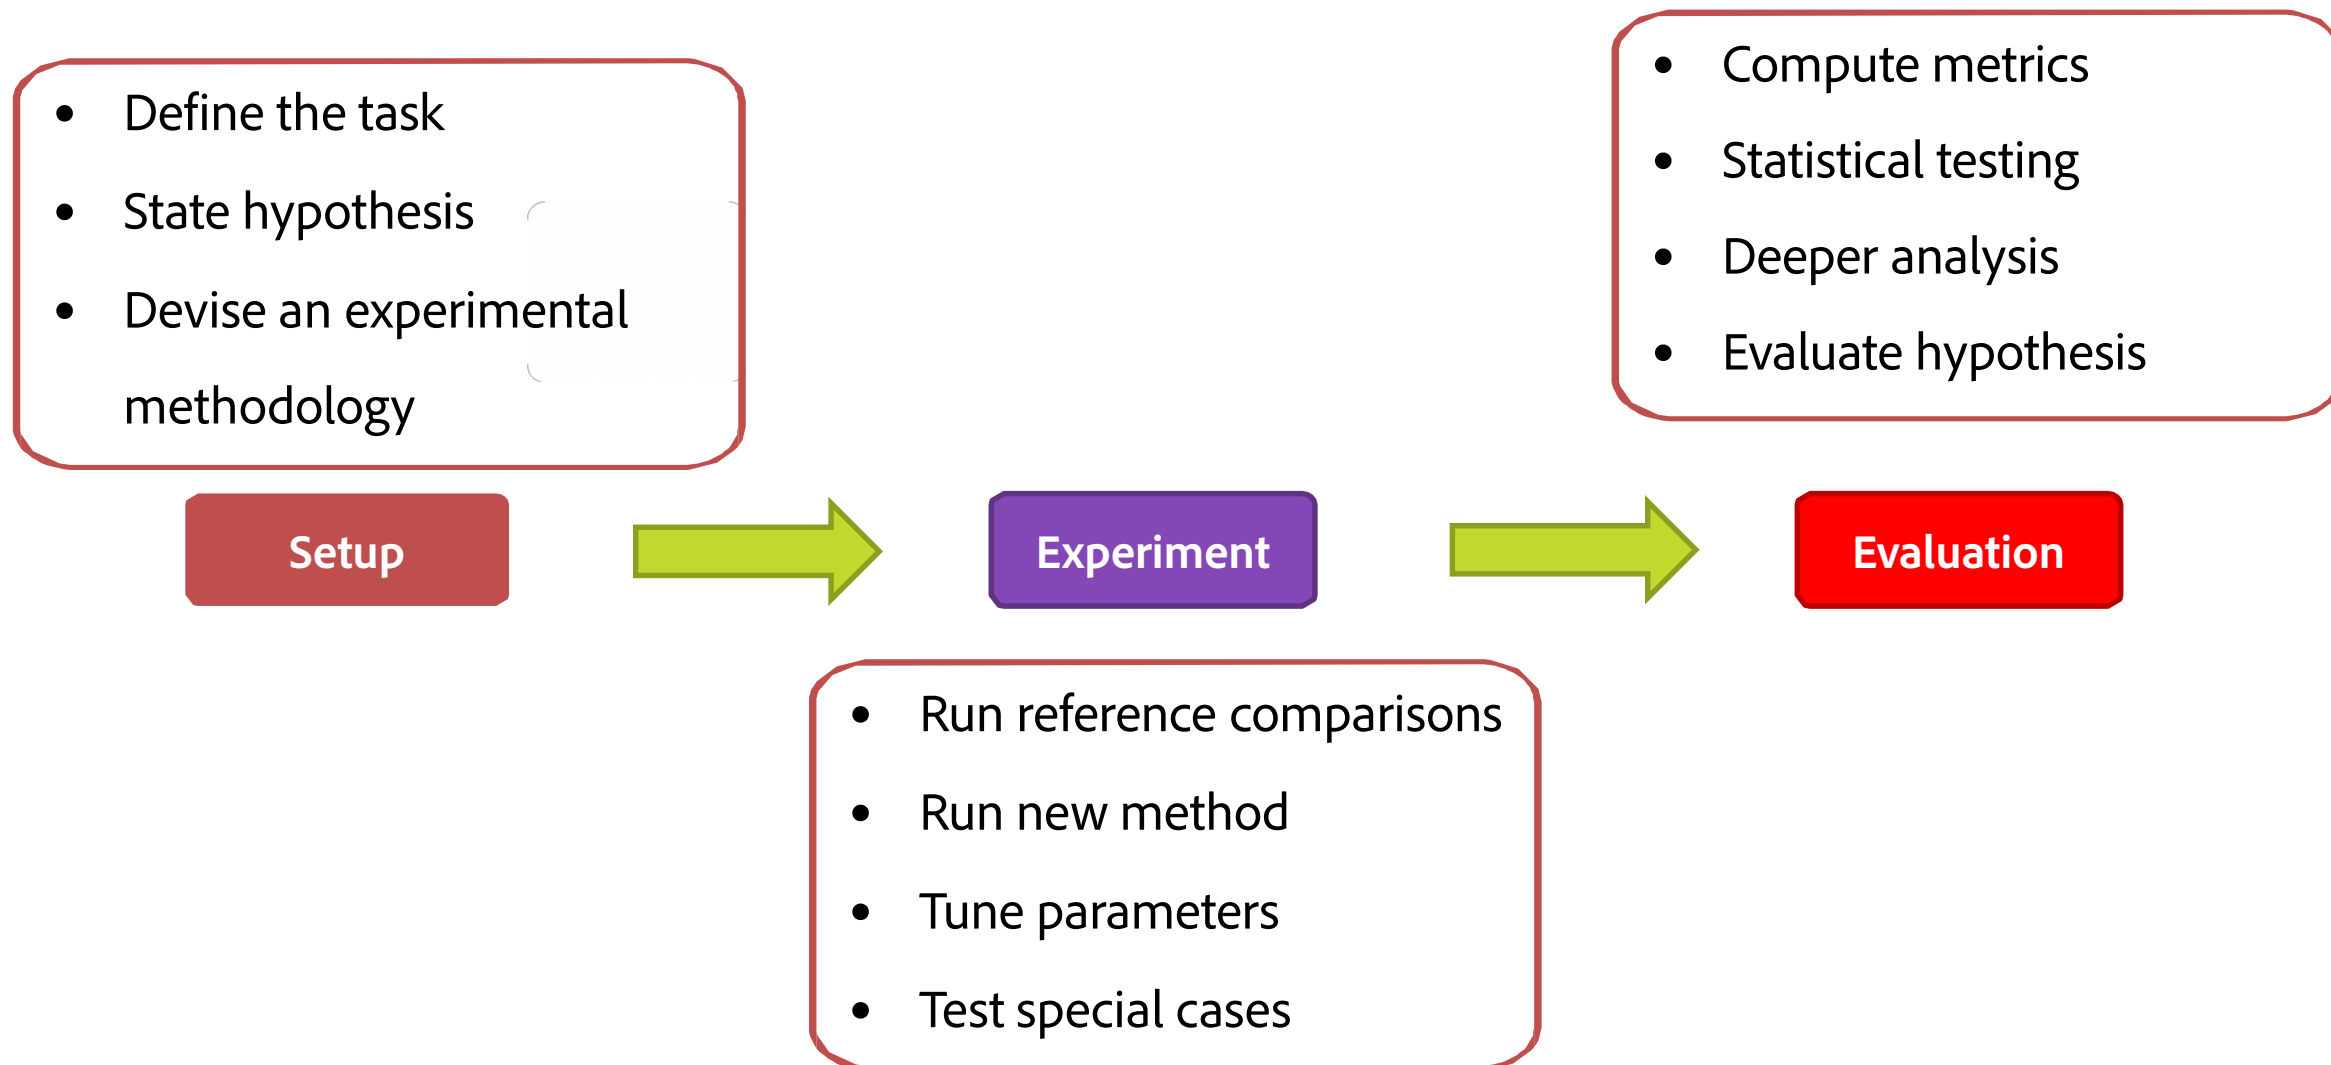 • Define the task
• State hypothesis
• Devise an experimental
methodology
Setup
Experiment
• Run reference comparisons
• Run new method
• Tune parameters
• Test special cases
• Compute metrics
• Statistical testing
• Deeper analysis
• Evaluate hypothesis
Evaluation